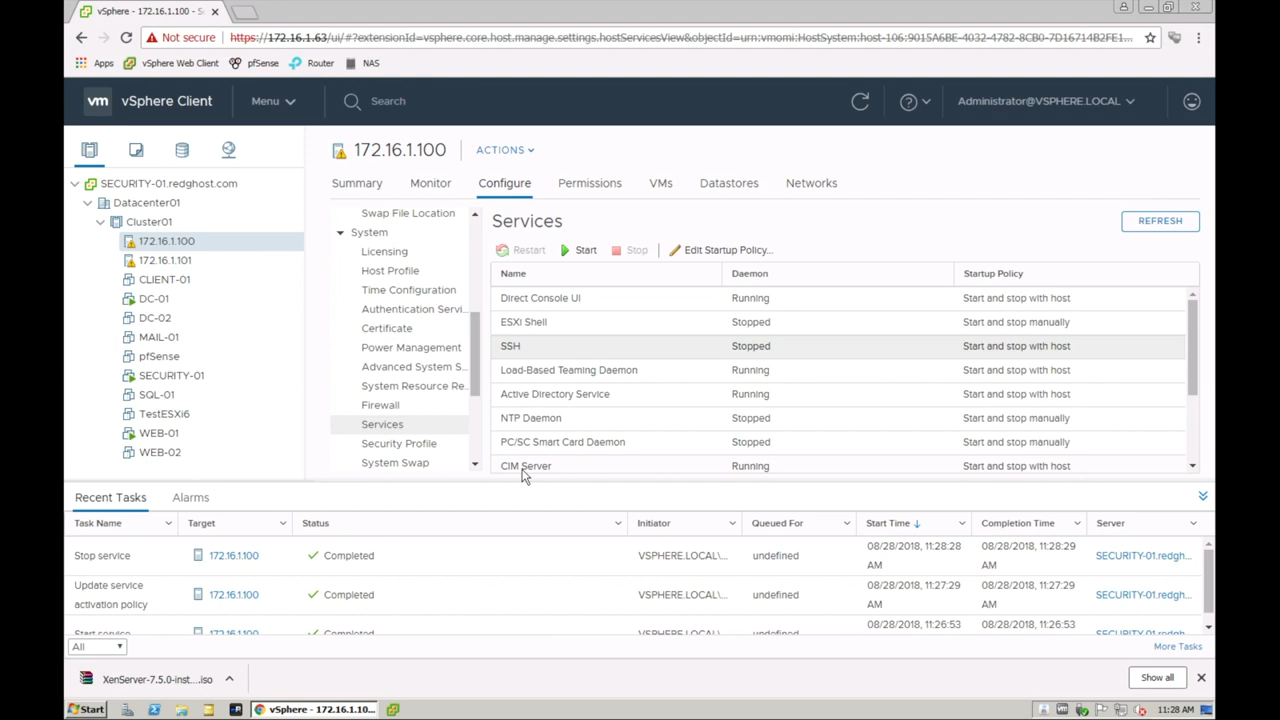 vSphere - 172.16.1.100 - S
Not secure
https://172.16.1.63/ui/#?extensionId=vsphere.core.host.manage.settings.hostServicesView&objectId=urn:vmomi:HostSystem:host-106:9015A6BE-4032-4782-8CB0-7D16714B2FE1...
Apps vSphere Web Client pfSense Router NAS
vm vSphere Client Menu Search Administrator@VSPHERE.LOCAL
172.16.1.100 ACTIONS
Summary Monitor Configure Permissions VMs Datastores Networks
SECURITY-01.redghost.com
Datacenter01
Cluster01
172.16.1.100
172.16.1.101
CLIENT-01
DC-01
DC-02
MAIL-01
pfSense
SECURITY-01
SQL-01
TestESXi6
WEB-01
WEB-02
Swap File Location
System
Licensing
Host Profile
Time Configuration
Authentication Servi...
Certificate
Power Management
Advanced System S...
System Resource Re...
Firewall
Services
Security Profile
System Swap
Services
REFRESH
Restart Start Stop Edit Startup Policy...
Name Daemon Startup Policy
Direct Console UI Running Start and stop with host
ESXi Shell Stopped Start and stop manually
SSH Stopped Start and stop with host
Load-Based Teaming Daemon Running Start and stop with host
Active Directory Service Running Start and stop with host
NTP Daemon Stopped Start and stop manually
PC/SC Smart Card Daemon Stopped Start and stop manually
CIM Server Running Start and stop with host
Recent Tasks Alarms
Task Name Target Status Initiator Queued For Start Time Completion Time Server
Stop service 172.16.1.100 Completed VSPHERE.LOCAL\... undefined 08/28/2018, 11:28:28 AM 08/28/2018, 11:28:29 AM SECURITY-01.redgh...
Update service activation policy 172.16.1.100 Completed VSPHERE.LOCAL\... undefined 08/28/2018, 11:27:29 AM 08/28/2018, 11:27:29 AM SECURITY-01.redgh...
Start service 172.16.1.100 Completed VSPHERE.LOCAL\... undefined 08/28/2018, 11:26:53 08/28/2018, 11:26:53 SECURITY-01.redgh...
All
More Tasks
XenServer-7.5.0-inst....iso
Show all
Start
vSphere - 172.16.1.10...
11:28 AM